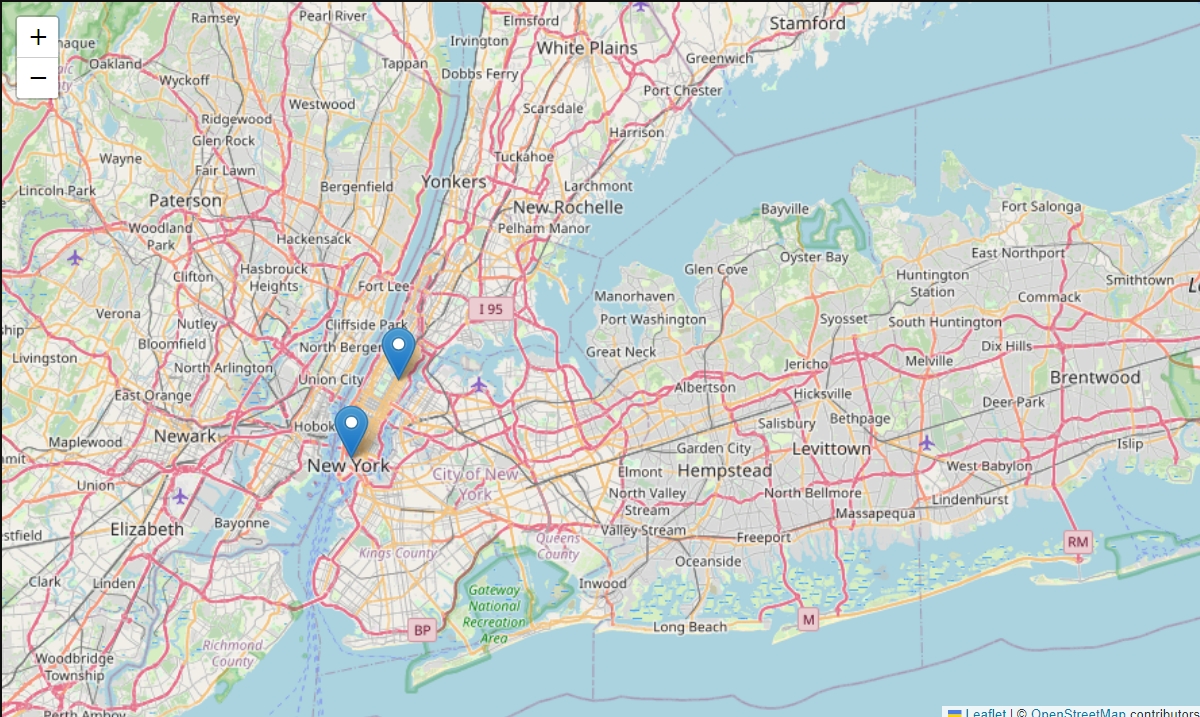 Ramsey
Pearl River
Elmsford
Stamford
+
Irvington
White Plains
Oakland
Tappan
Greenwich
Wyckoff
Dobbs Ferry
−
Port Chester
Westwood
Scarsdale
Ridgewood
Harrison
Glen Rock
Wayne
Tuckahoe
Fair Lawn
Lincoln Park
Bergenfield
Yonkers
Larchmont
Paterson
New Rochelle
Bayville
Fort Salonga
Woodland
Park
Pelham Manor
Hackensack
East Northport
Oyster Bay
Clifton
Hasbrouck
Heights
Glen Cove
Huntington
Station
Smithtown
Fort Lee
Manorhaven
Commack
Verona
I 95
Nutley
Cliffside Park
Port Washington
Syosset
South Huntington
Bloomfield
North Berger
Dix Hills
Livingston
North Arlington
Great Neck
Melville
Jericho
Union City
Brentwood
East Orange
Albertson
Hicksville
Deer Park
Newark
Hobok
Salisbury
Bethpage
Maplewood
Garden City
Levittown
Islip
New York
City of New
York
Elmont
Hempstead
West Babylon
Union
North Valley
Stream
North Bellmore
Lindenhurst
Massapequa
Elizabeth
Bayonne
Valley Stream
Freeport
Queens
County
RM
Kings County
Oceanside
Clark
Linden
Inwood
Gateway
National
Recreation
Area
M
BP
Long Beach
Richmond
County
Woodbridge
Township
Perth Amboy
Leaflet | © OpenStreetMap contributors